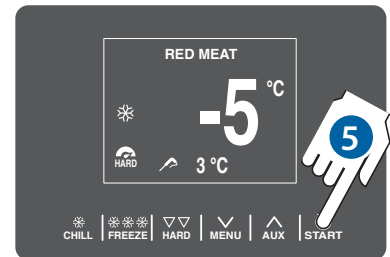 RED MEAT
-5 °C
HARD
3 °C
5
CHILL FREEZE HARD MENU AUX START